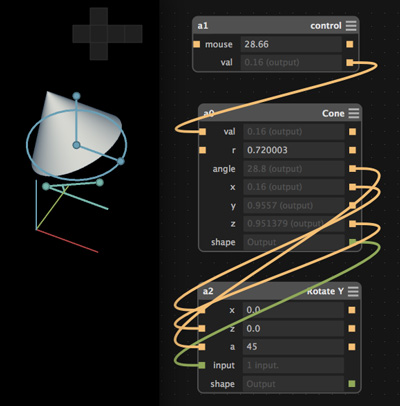 a1 control
mouse 28.66
val 0.16 (output)
a0 Cone
val 0.16 (output)
r 0.720003
angle 28.8 (output)
x 0.16 (output)
y 0.9557 (output)
z 0.951379 (output)
shape Output
a2 Rotate Y
x 0.0
z 0.0
a 45
input 1 input.
shape Output